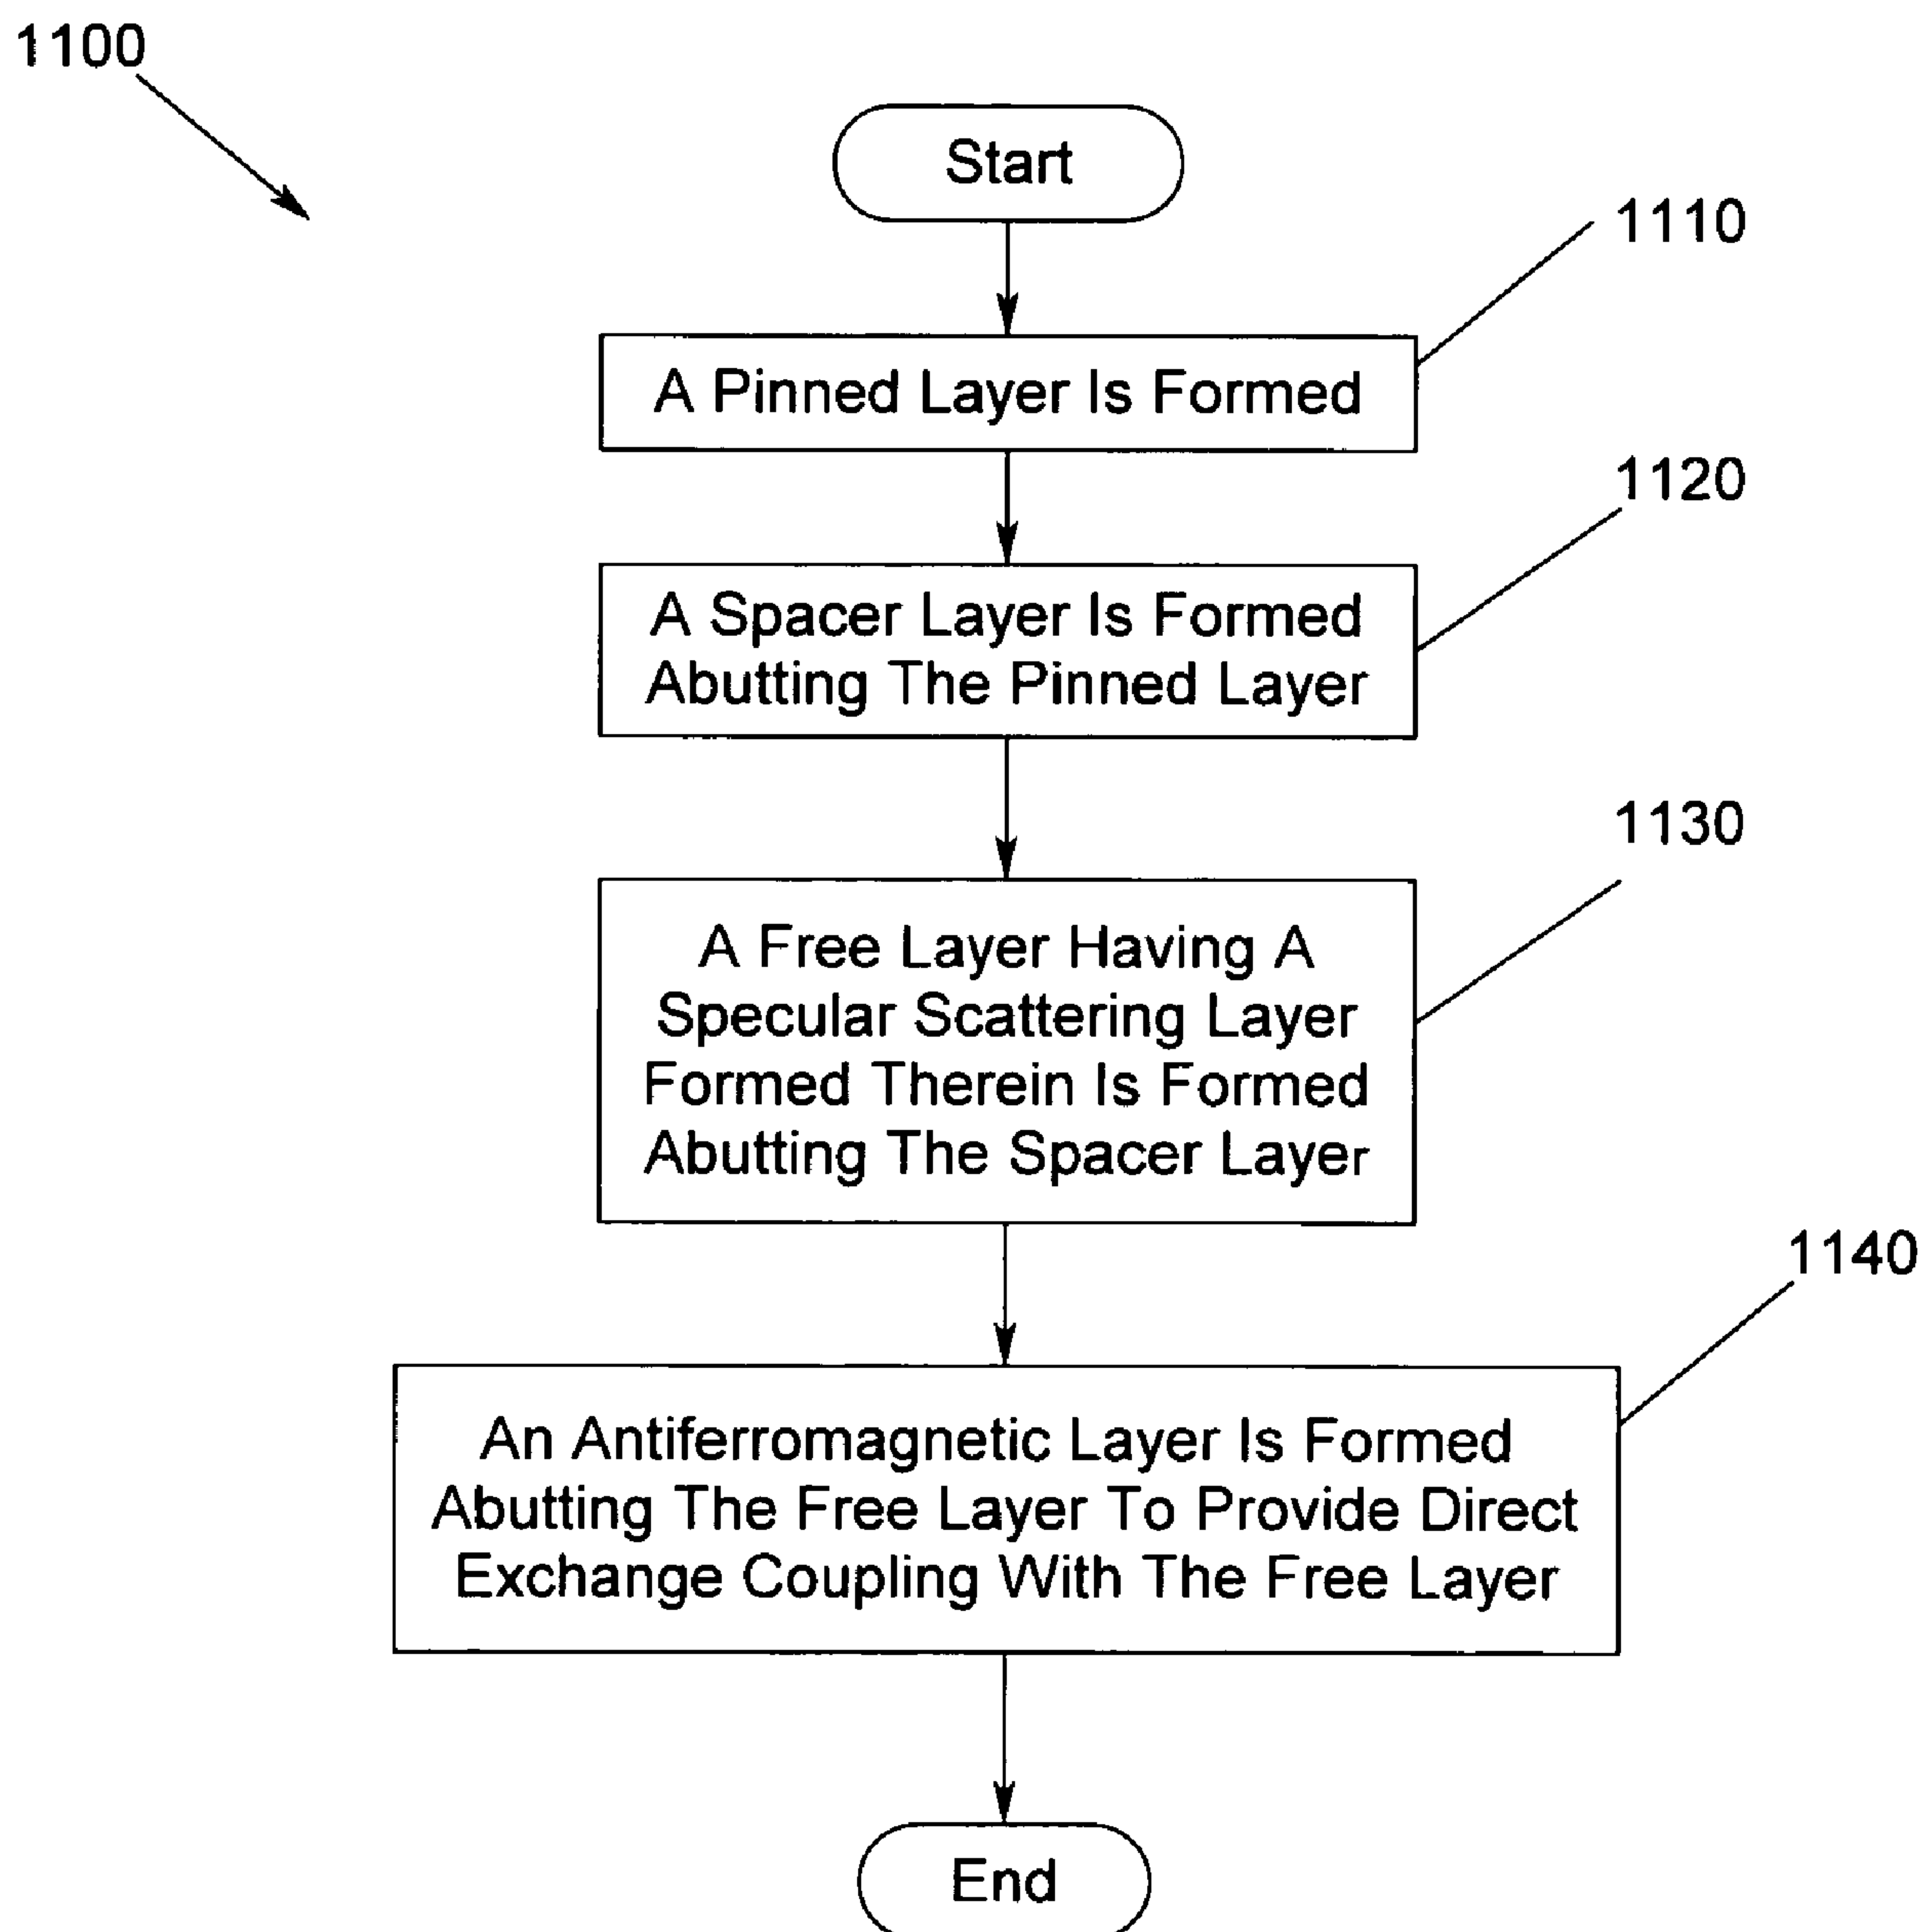 1100
Start
1110
A Pinned Layer Is Formed
1120
A Spacer Layer Is Formed
Abutting The Pinned Layer
1130
A Free Layer Having A
Specular Scattering Layer
Formed Therein Is Formed
Abutting The Spacer Layer
1140
An Antiferromagnetic Layer Is Formed
Abutting The Free Layer To Provide Direct
Exchange Coupling With The Free Layer
End